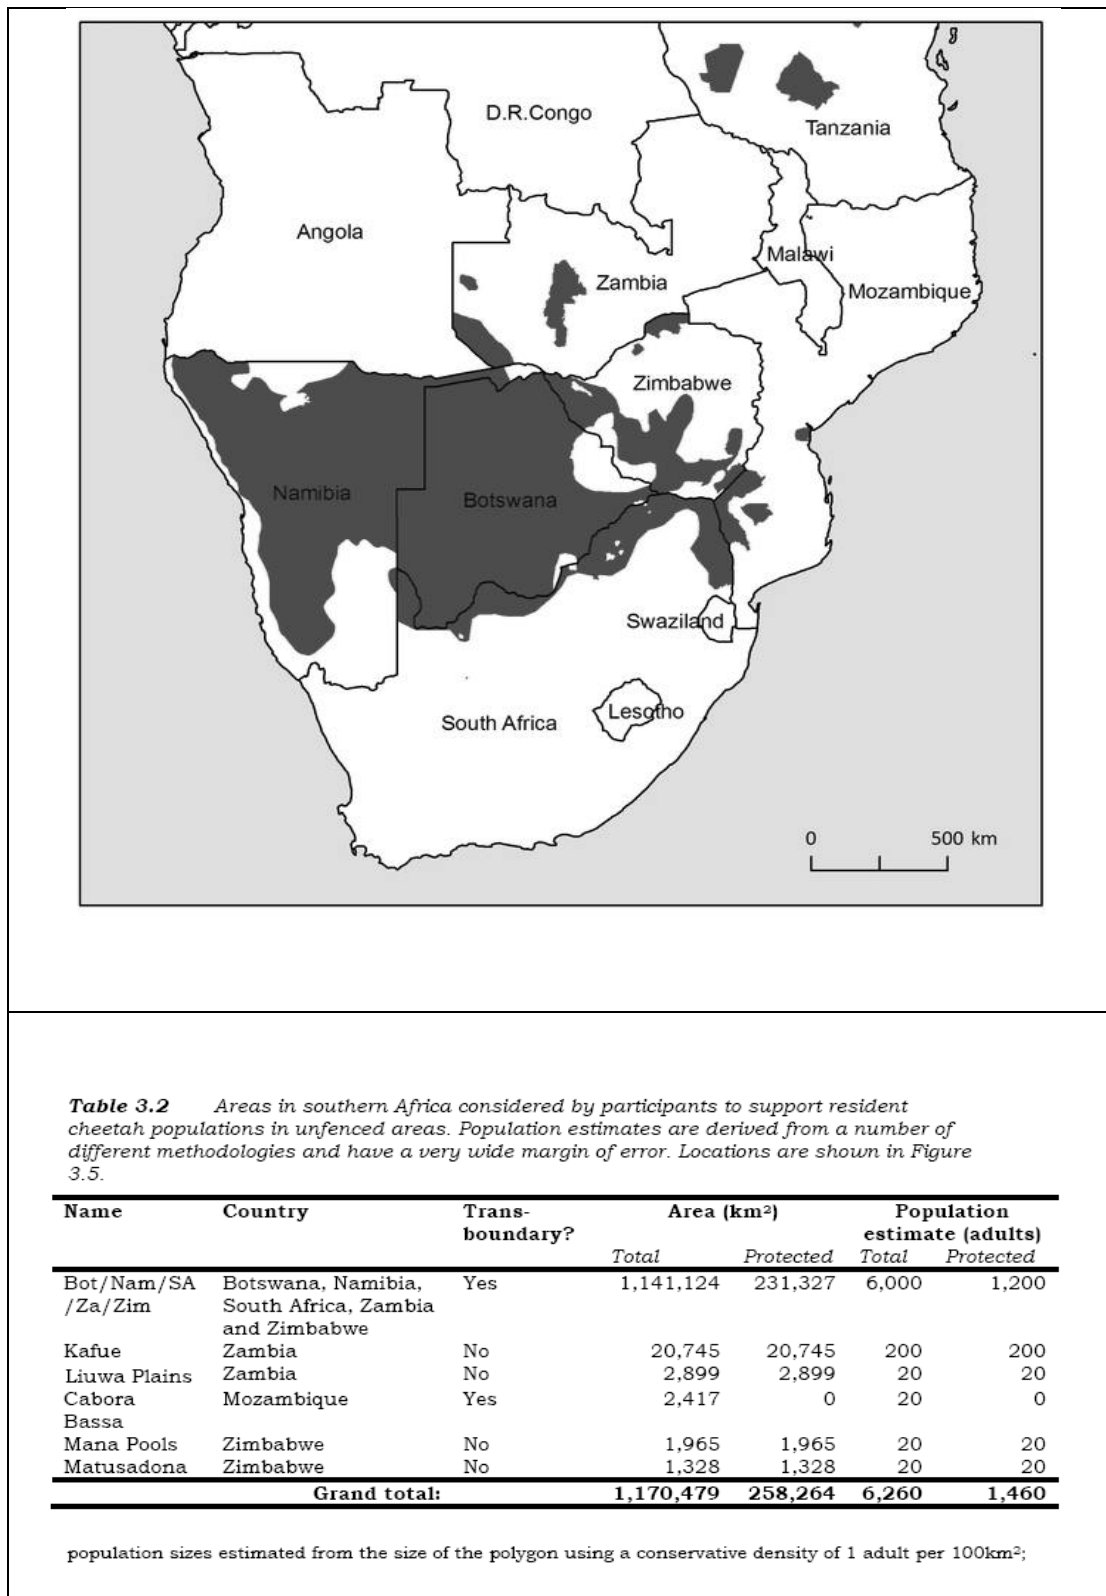 D.R.Congo
Tanzania
Angola
Zambia
Malawi
Mozambique
Zimbabwe
Namibia
Botswana
Swaziland
Lesotho
South Africa
0 500 km
Table 3.2 Areas in southern Africa considered by participants to support resident
cheetah populations in unfenced areas. Population estimates are derived from a number of
different methodologies and have a very wide margin of error. Locations are shown in Figure
3.5.
Name Country Trans- Area (km²) Population
boundary? estimate (adults)
Total Protected Total Protected
Bot/Nam/SA Botswana, Namibia, Yes 1,141,124 231,327 6,000 1,200
/Za/Zim South Africa, Zambia
and Zimbabwe
Kafue Zambia No 20,745 20,745 200 200
Liuwa Plains Zambia No 2,899 2,899 20 20
Cabora Mozambique Yes 2,417 0 20 0
Bassa
Mana Pools Zimbabwe No 1,965 1,965 20 20
Matusadona Zimbabwe No 1,328 1,328 20 20
Grand total: 1,170,479 258,264 6,260 1,460
population sizes estimated from the size of the polygon using a conservative density of 1 adult per 100km²;